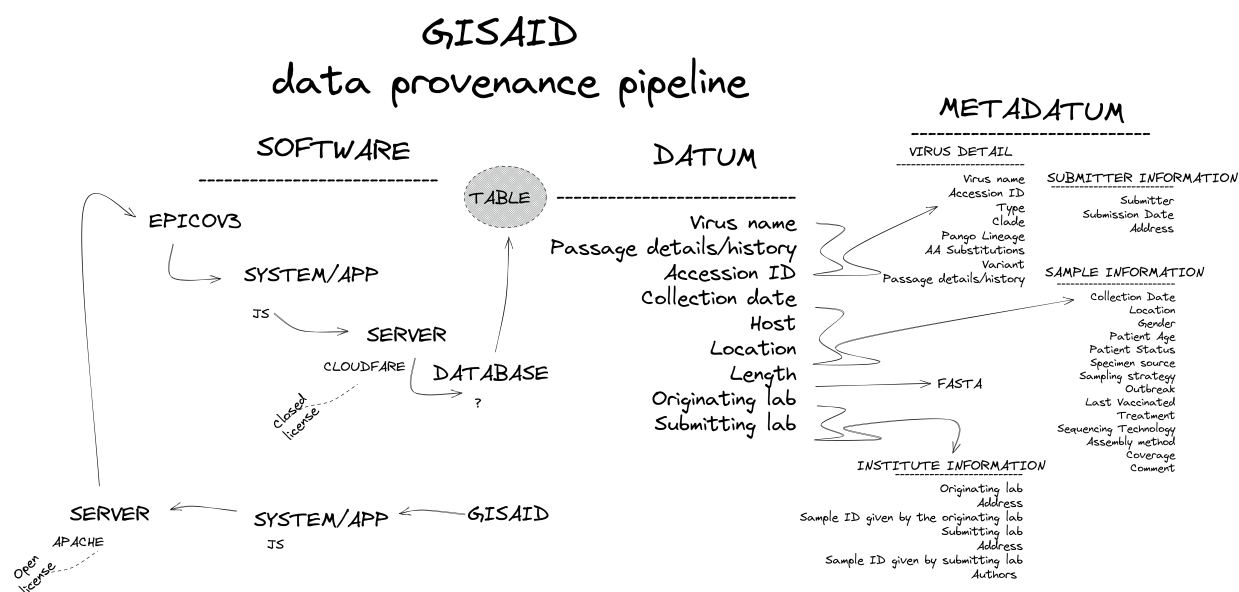 GISAID
data provenance pipeline
SOFTWARE
EPICOV3
SYSTEM/APP
JS
SERVER
CLOUDFARE
closed
license
DATABASE
?
TABLE
SERVER
APACHE
Open
license
SYSTEM/APP
JS
GISAID
DATUM
Virus name
Passage details/history
Accession ID
Collection date
Host
Location
Length
Originating lab
Submitting lab
METADATUM
VIRUS DETAIL
Virus name
Accession ID
Type
Clade
Pango Lineage
AA Substitutions
Variant
Passage details/history
SUBMITTER INFORMATION
Submitter
Submission Date
Address
SAMPLE INFORMATION
Collection Date
Location
Gender
Patient Age
Patient Status
Specimen source
Sampling strategy
Outbreak
Last Vaccinated
Treatment
Sequencing Technology
Assembly method
Coverage
Comment
FASTA
INSTITUTE INFORMATION
Originating lab
Address
Sample ID given by the originating lab
Submitting lab
Address
Sample ID given by submitting lab
Authors